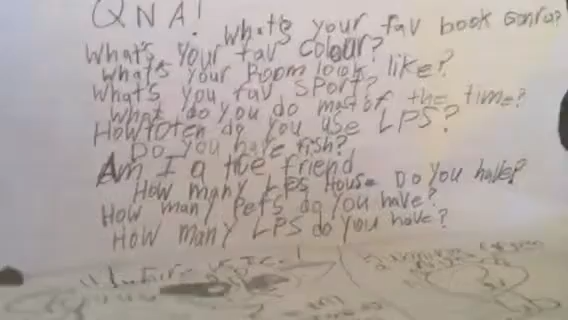 QNA!
what's your fav book Gonra?
What's your fav colour?
what's your Room look like?
What's you fav SPort?
what do you do most of the time?
How often do you use LPS?
Do you have fish?
Am I a true friend
How many LPS House Do you have?
How many Pets do you have?
How many LPS do you have?